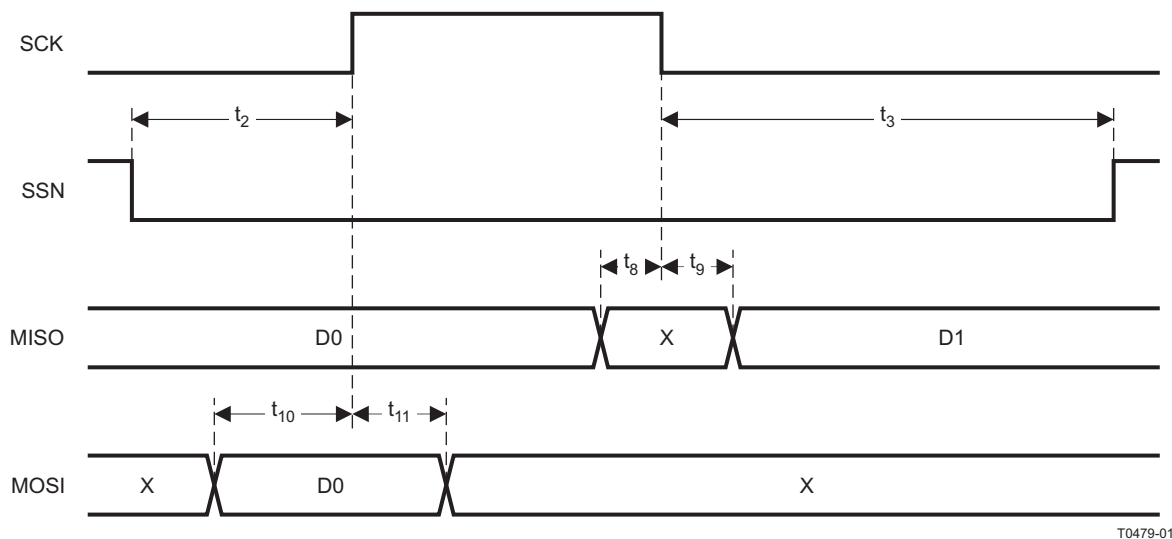 SCK
t2
t3
SSN
t8
t9
MISO
D0
X
D1
t10
t11
MOSI
X
D0
X
T0479-01